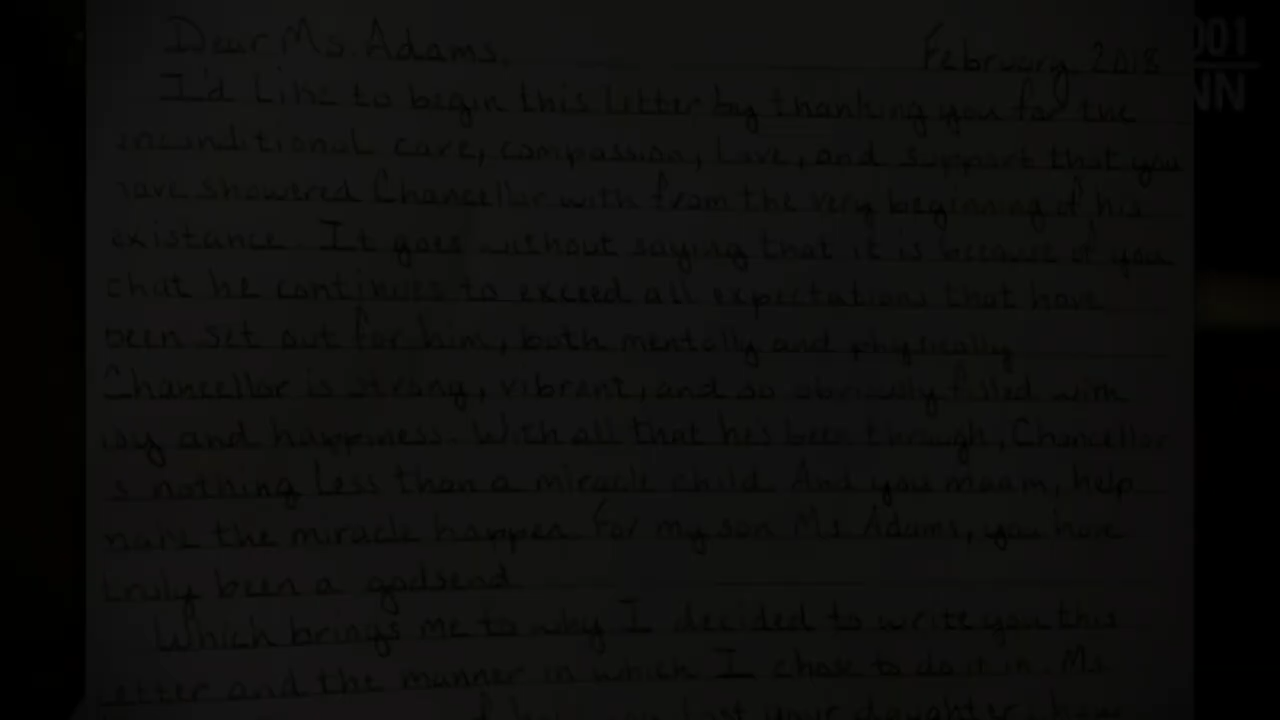 Dear Ms. Adams, February 2018
I'd like to begin this letter by thanking you for the
unconditional care, compassion, love, and support that you
have showered Chancellor with from the very beginning of his
existance. It goes without saying that it is because of you
that he continues to exceed all expectations that have
been set out for him, both mentally and physically
Chancellor is strong, vibrant, and so obviously filled with
joy and happiness. With all that he's been through, Chancellor
is nothing less than a miracle child. And you maam, help
make the miracle happen. For my son Ms. Adams, you have
truly been a godsend
Which brings me to why I decided to write you this
letter and the manner in which I chose to do it in. Ms
lost your daughter,
001
NN